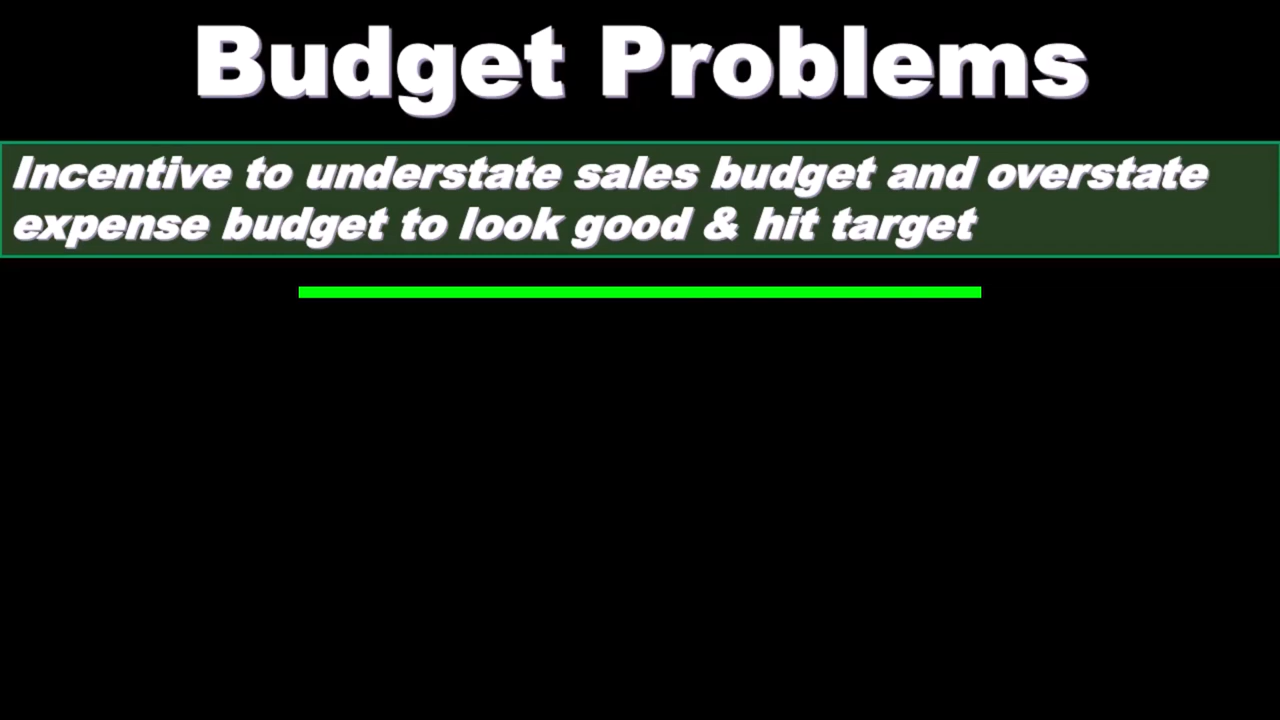 Budget Problems
Incentive to understate sales budget and overstate
expense budget to look good & hit target